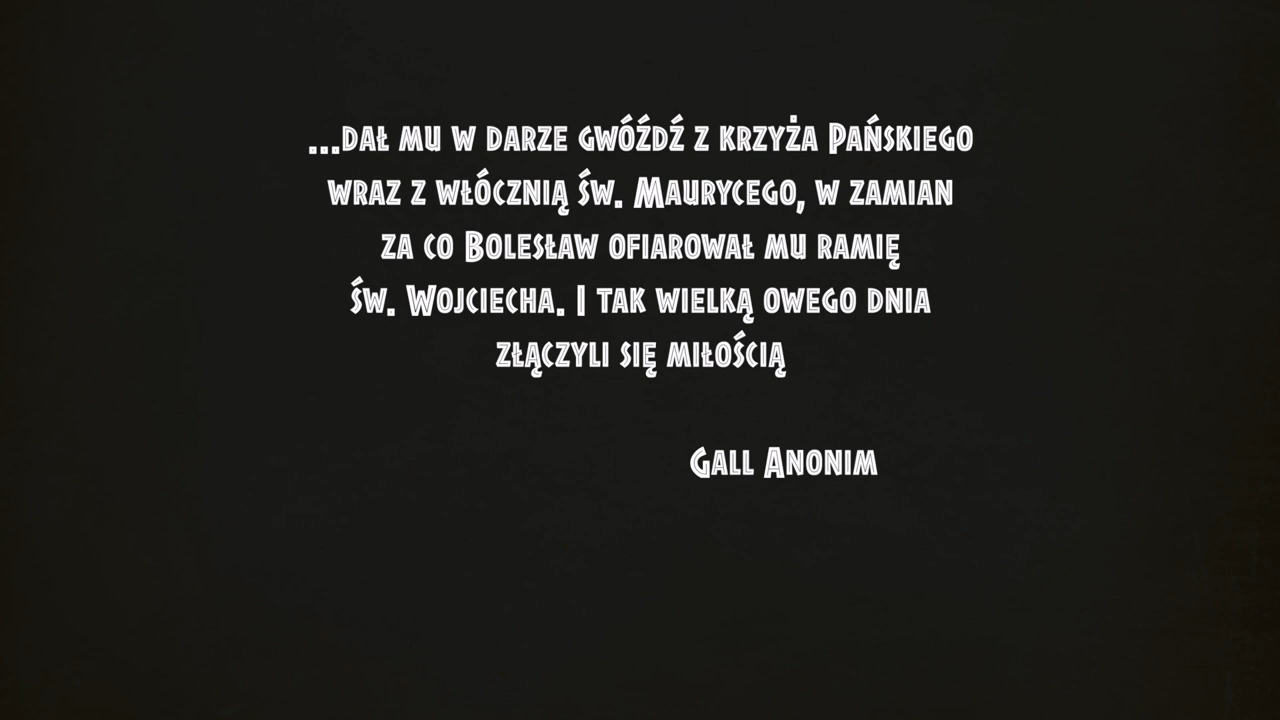 ...dał mu w darze gwóźdź z krzyża Pańskiego
wraz z włócznią św. Maurycego, w zamian
za co Bolesław ofiarował mu ramię
św. Wojciecha. I tak wielką owego dnia
złączyli się miłością
Gall Anonim